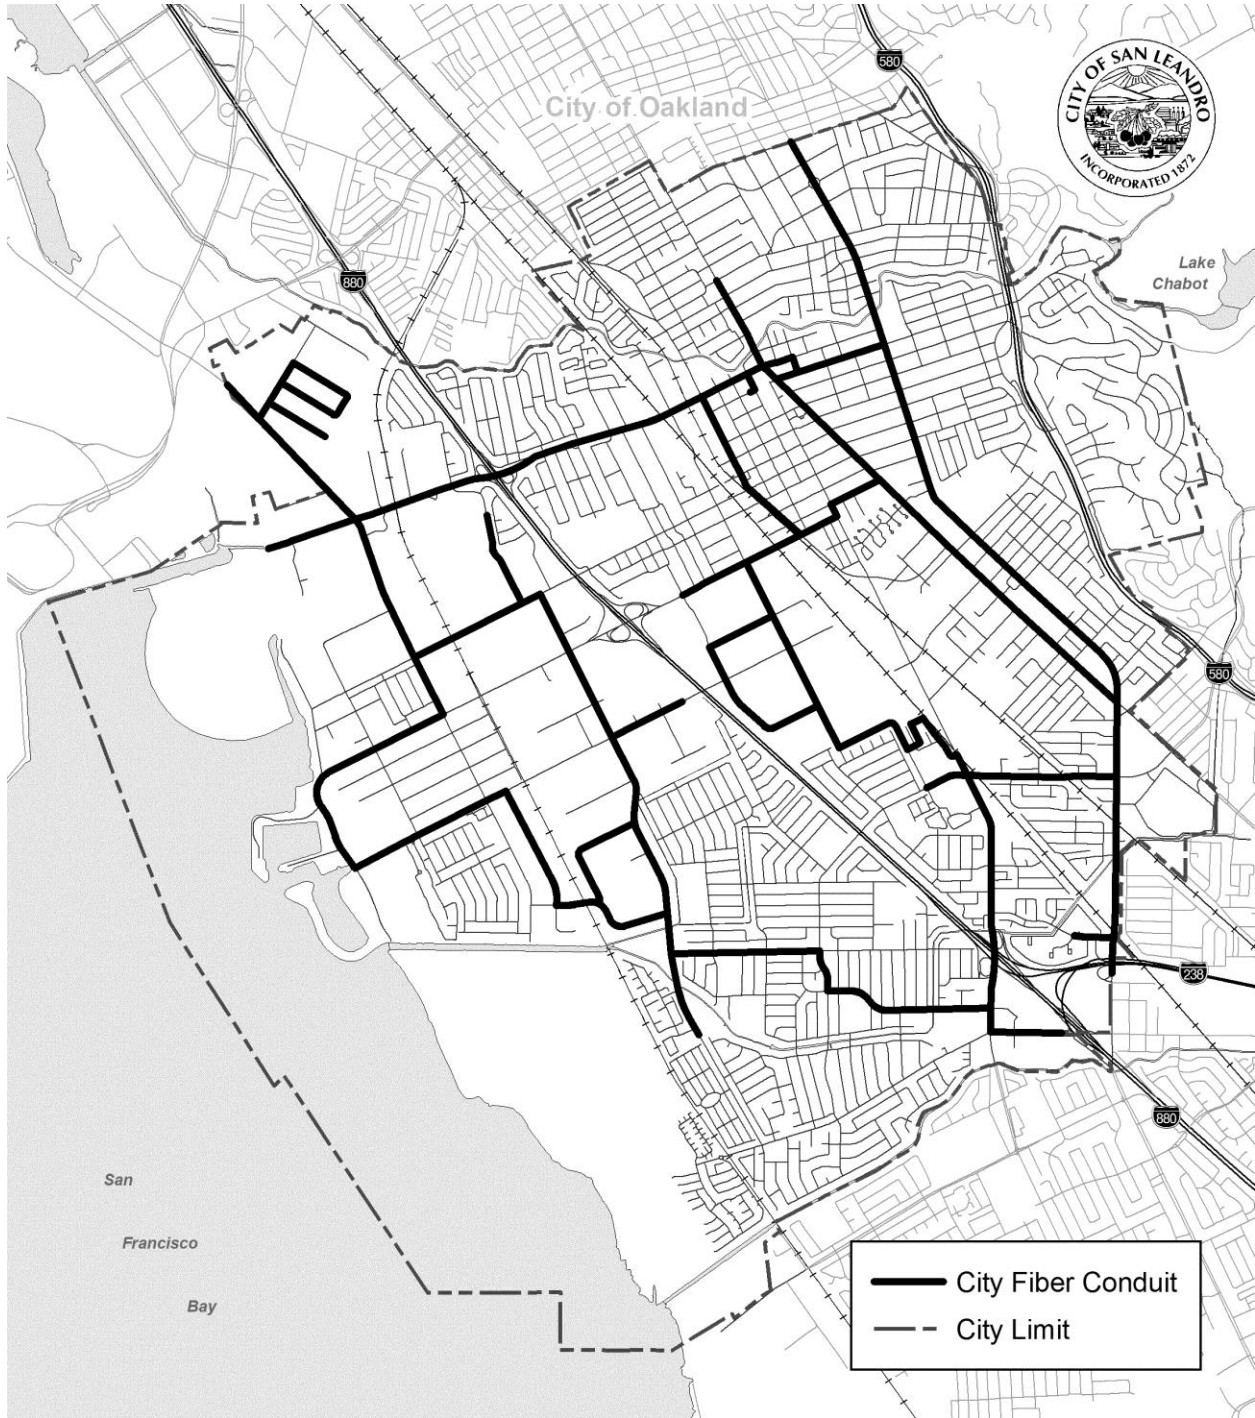 580
CITY OF SAN LEANDRO
INCORPORATED 1872
City of Oakland
Lake
Chabot
880
580
238
880
San
Francisco
Bay
City Fiber Conduit
City Limit